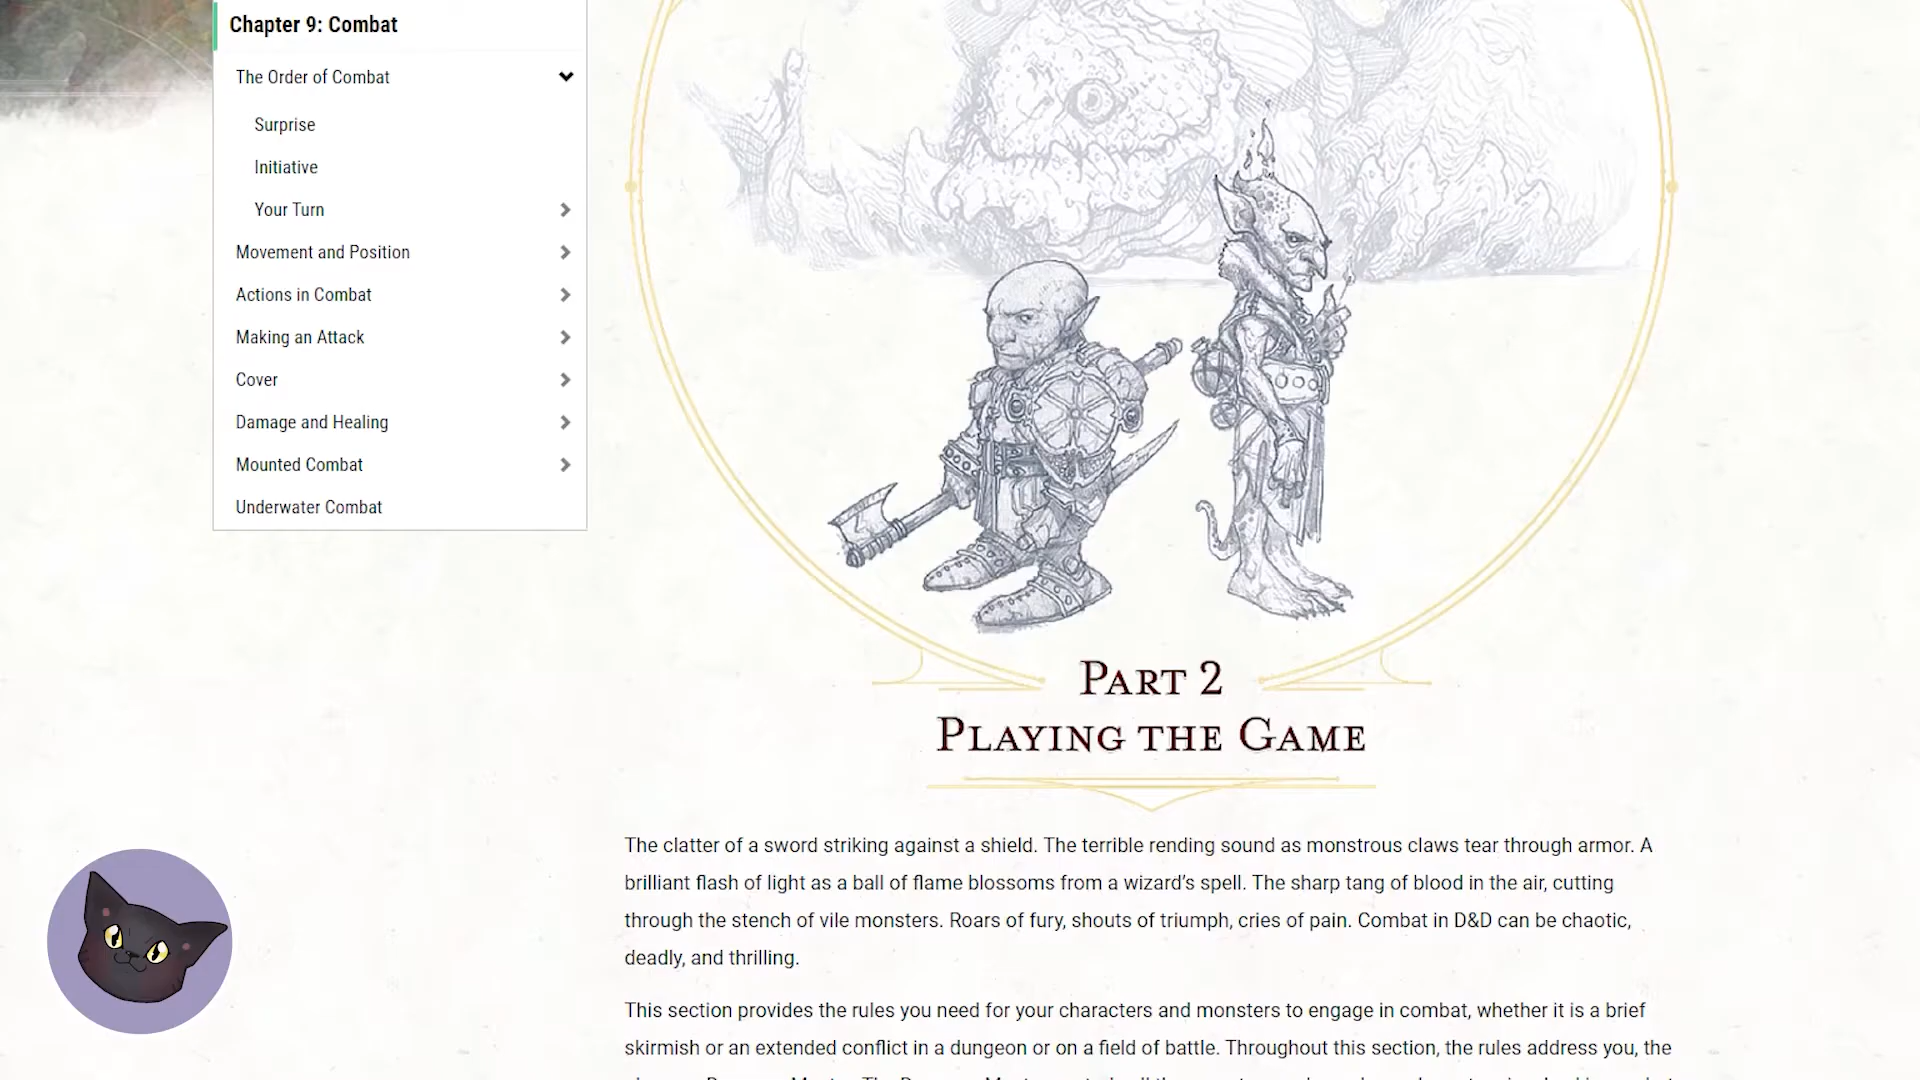 Chapter 9: Combat
The Order of Combat
Surprise
Initiative
Your Turn
Movement and Position
Actions in Combat
Making an Attack
Cover
Damage and Healing
Mounted Combat
Underwater Combat
Part 2
Playing the Game
The clatter of a sword striking against a shield. The terrible rending sound as monstrous claws tear through armor. A
brilliant flash of light as a ball of flame blossoms from a wizard’s spell. The sharp tang of blood in the air, cutting
through the stench of vile monsters. Roars of fury, shouts of triumph, cries of pain. Combat in D&D can be chaotic,
deadly, and thrilling.
This section provides the rules you need for your characters and monsters to engage in combat, whether it is a brief
skirmish or an extended conflict in a dungeon or on a field of battle. Throughout this section, the rules address you, the